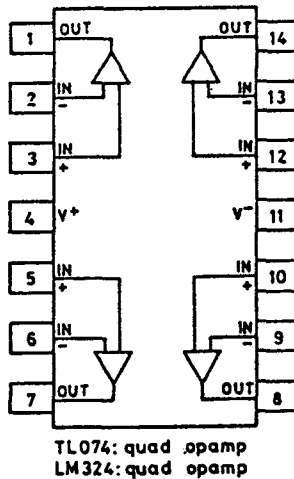 1 OUT OUT 14
2 IN - IN - 13
3 IN + IN + 12
4 V+ V- 11
5 IN + IN + 10
6 IN - IN - 9
7 OUT OUT 8
TL074: quad opamp
LM324: quad opamp